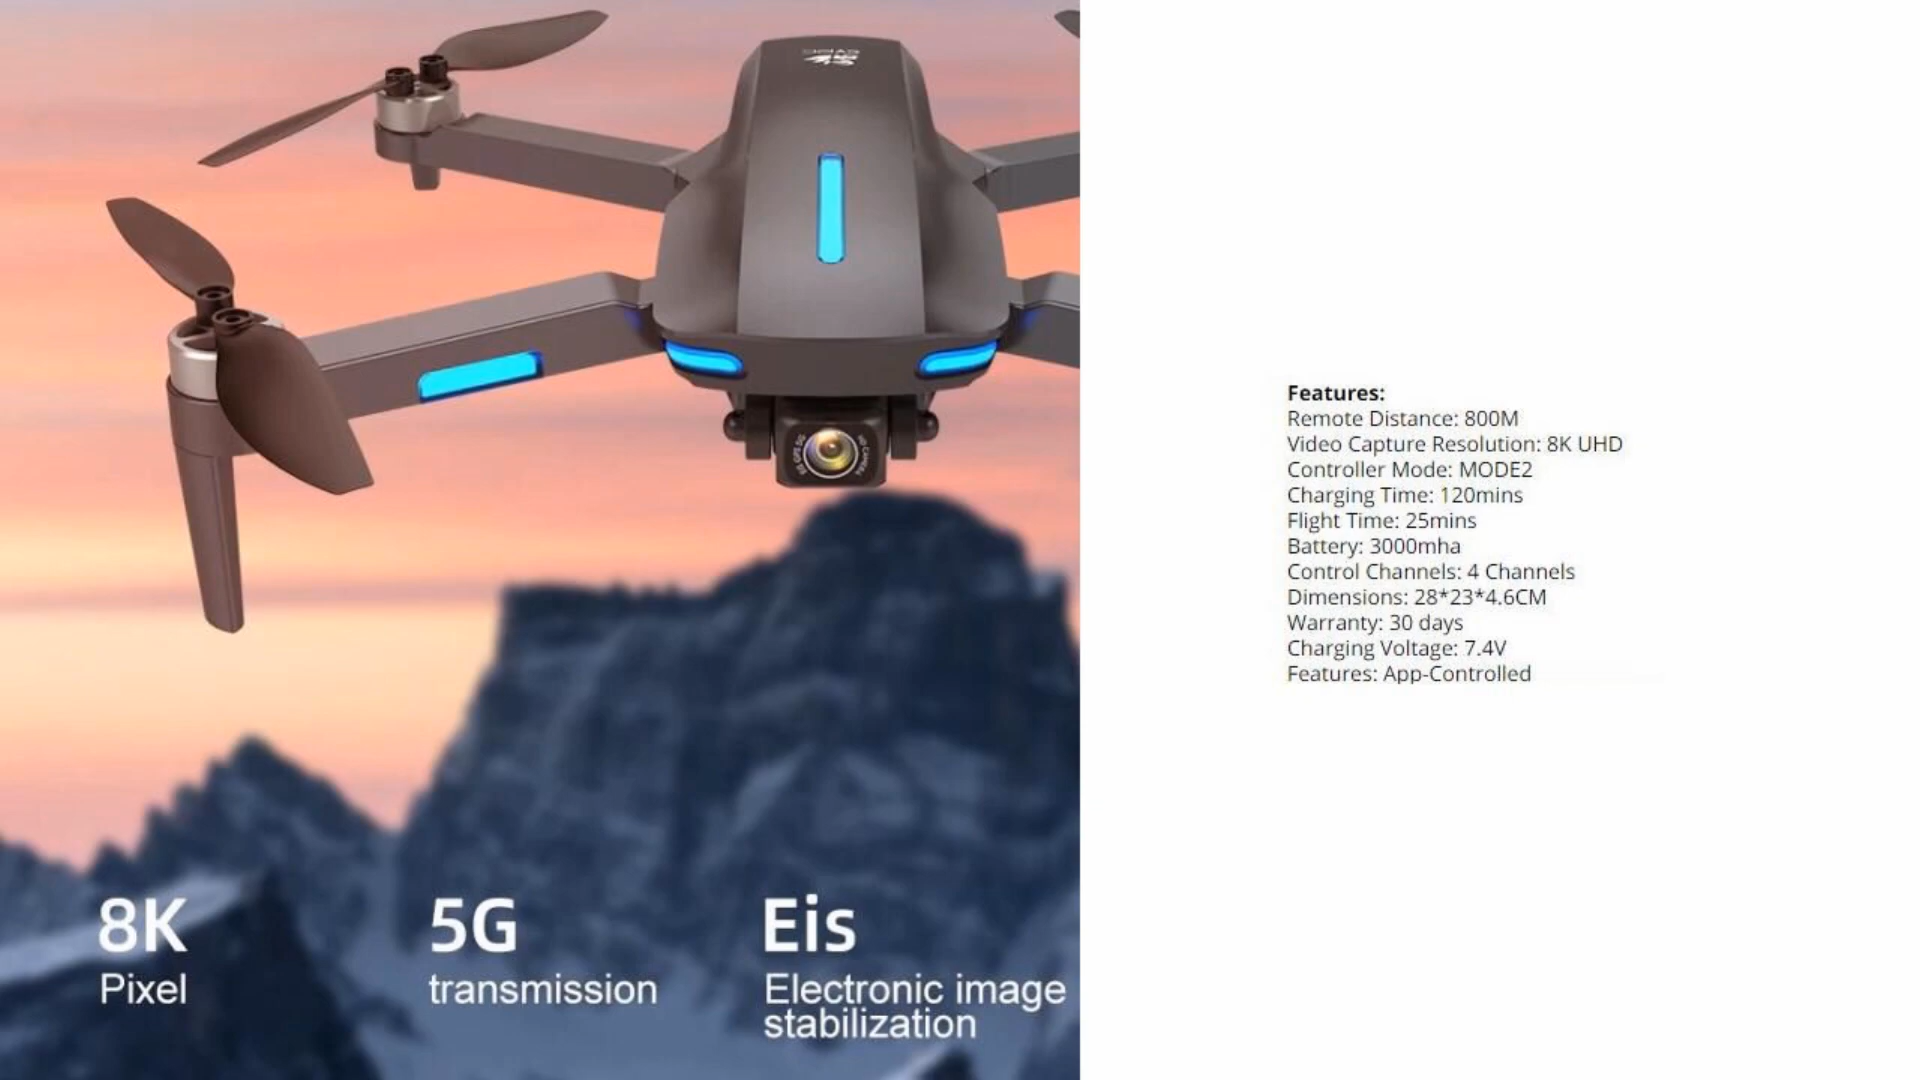 8K
Pixel
5G
transmission
Eis
Electronic image
stabilization
Features:
Remote Distance: 800M
Video Capture Resolution: 8K UHD
Controller Mode: MODE2
Charging Time: 120mins
Flight Time: 25mins
Battery: 3000mha
Control Channels: 4 Channels
Dimensions: 28*23*4.6CM
Warranty: 30 days
Charging Voltage: 7.4V
Features: App-Controlled